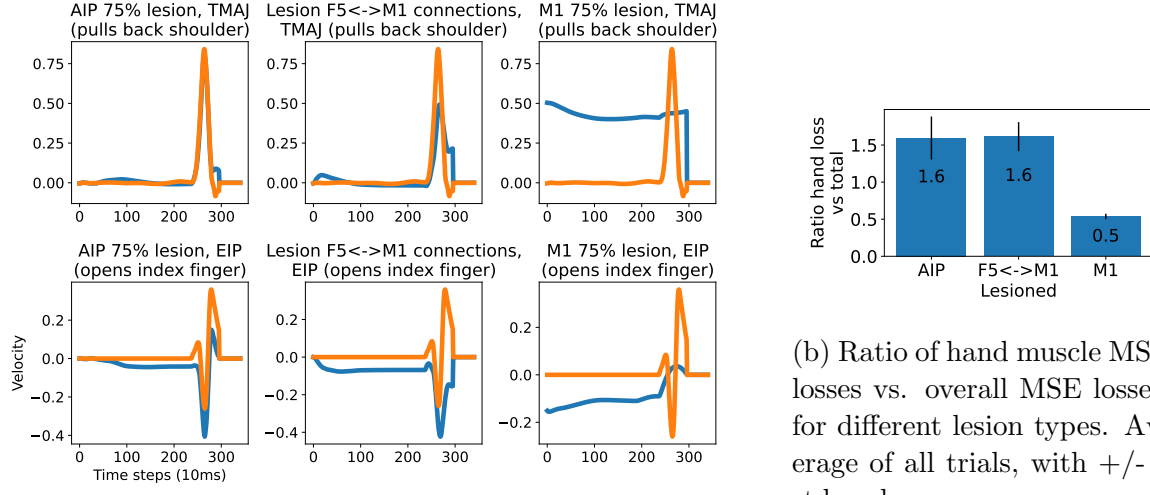 AIP 75% lesion, TMAJ
(pulls back shoulder)
Lesion F5<->M1 connections,
TMAJ (pulls back shoulder)
M1 75% lesion, TMAJ
(pulls back shoulder)
0.75
0.50
0.25
0.00
0 100 200 300
0.75
0.50
0.25
0.00
0 100 200 300
0.75
0.50
0.25
0.00
0 100 200 300
AIP 75% lesion, EIP
(opens index finger)
Lesion F5<->M1 connections,
EIP (opens index finger)
M1 75% lesion, EIP
(opens index finger)
Velocity
0.2
0.0
−0.2
−0.4
0 100 200 300
Time steps (10ms)
0.2
0.0
−0.2
−0.4
0 100 200 300
0.2
0.0
−0.2
0 100 200 300
Ratio hand loss
vs total
1.5
1.0
0.5
0.0
1.6
1.6
0.5
AIP F5<->M1 M1
Lesioned
(b) Ratio of hand muscle MS
losses vs. overall MSE losse
for different lesion types. Av
erage of all trials, with +/-